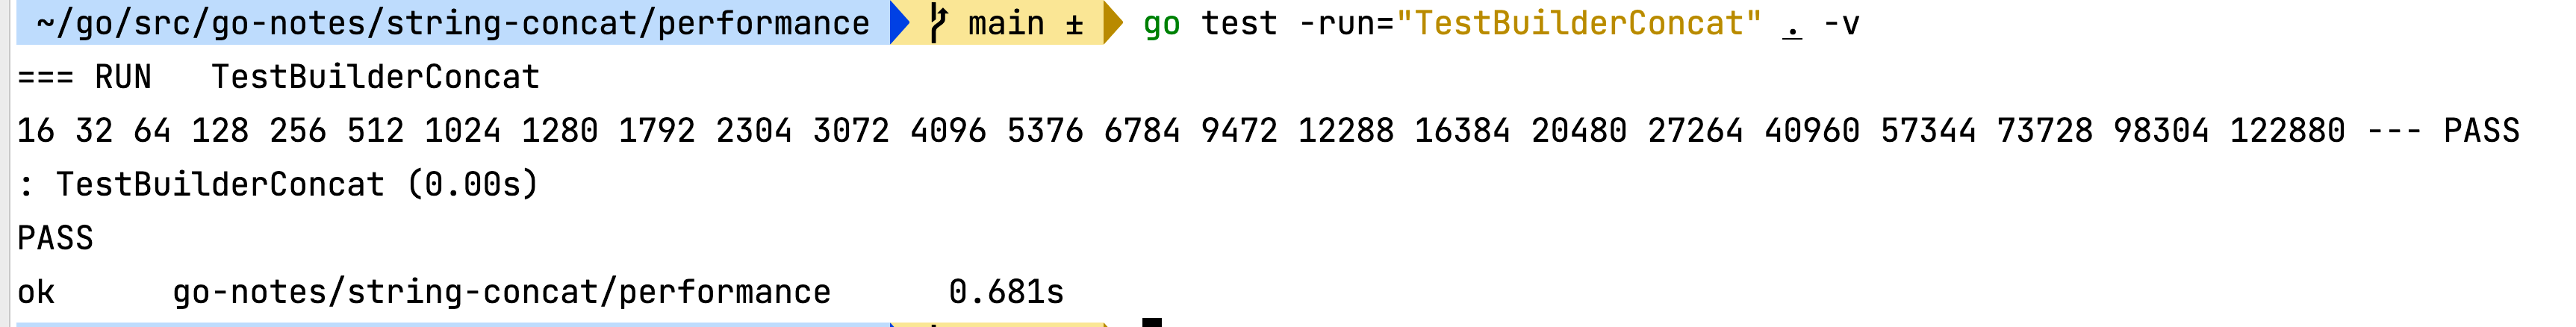 ~/go/src/go-notes/string-concat/performance main ± go test -run="TestBuilderConcat" . -v
=== RUN   TestBuilderConcat
16 32 64 128 256 512 1024 1280 1792 2304 3072 4096 5376 6784 9472 12288 16384 20480 27264 40960 57344 73728 98304 122880 --- PASS
: TestBuilderConcat (0.00s)
PASS
ok      go-notes/string-concat/performance      0.681s